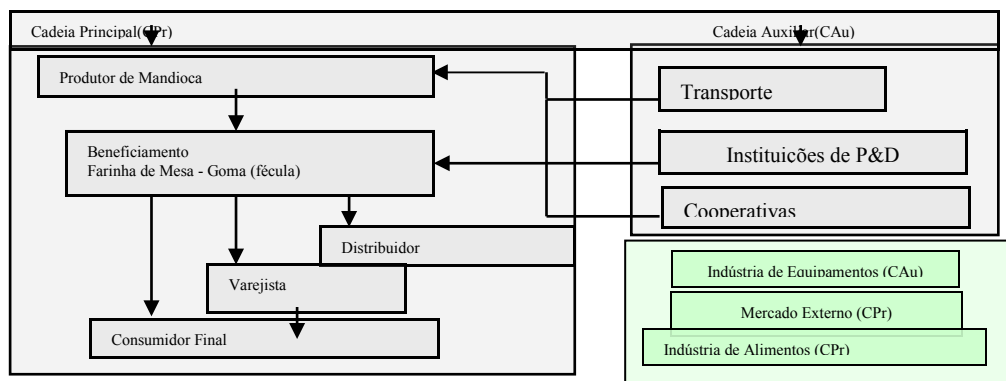 Cadeia Principal(CPr)
Cadeia Auxiliar(CAu)
Produtor de Mandioca
Beneficiamento
Farinha de Mesa - Goma (fécula)
Distribuidor
Varejista
Consumidor Final
Transporte
Instituições de P&D
Cooperativas
Indústria de Equipamentos (CAu)
Mercado Externo (CPr)
Indústria de Alimentos (CPr)